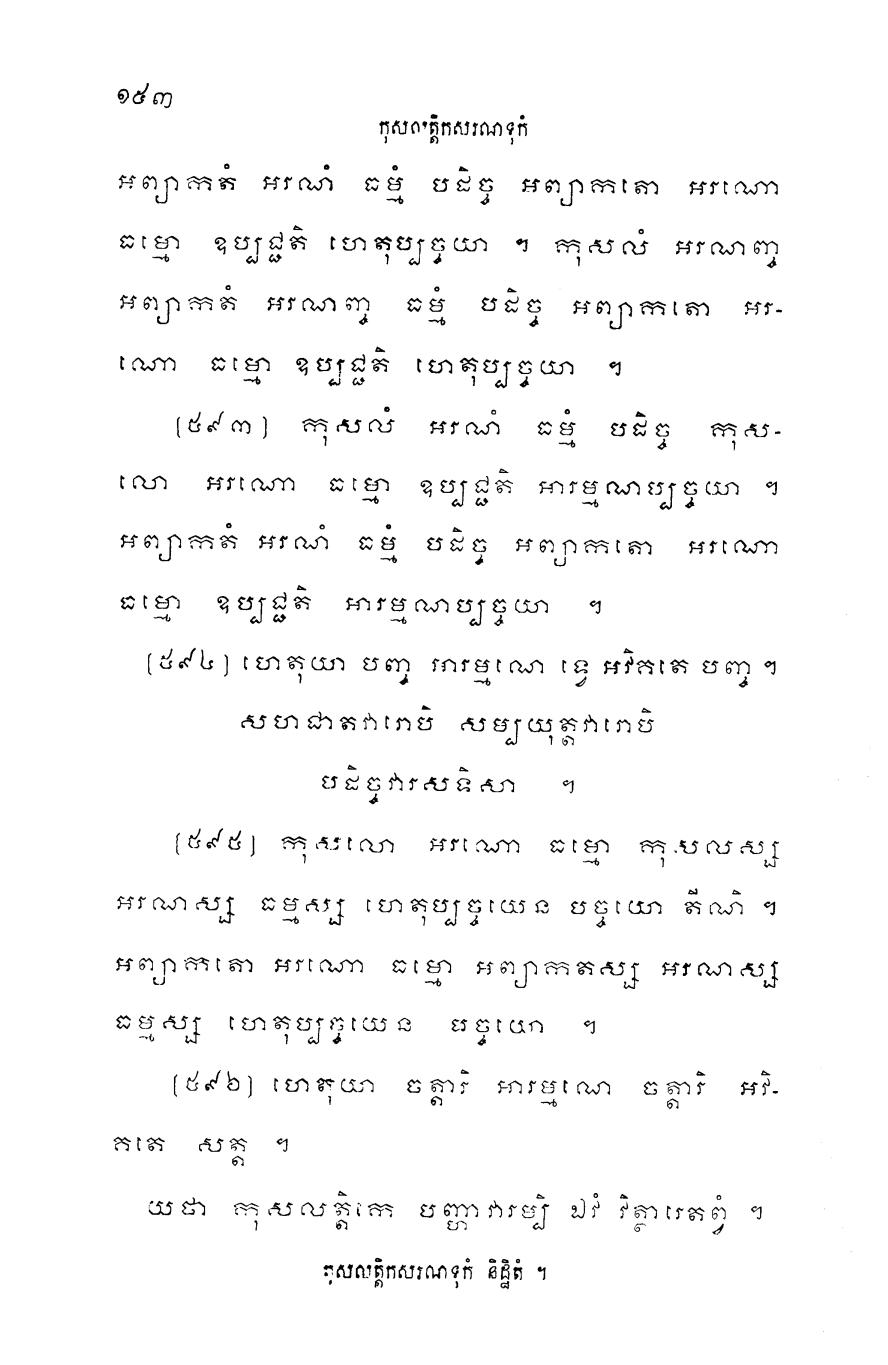 ១៥៣
កុសលត្តិកសរណទុកំ
អព្យាកតំ អរណំ ធម្មំ បដិច្ច អព្យាកតោ អរណោ
ធម្មោ ឧប្បជ្ជតិ ហេតុប្បច្ចយា ។ កុសលំ អរណញ្ច
អព្យាកតំ អរណញ្ច ធម្មំ បដិច្ច អព្យាកតោ អរ-
ណោ ធម្មោ ឧប្បជ្ជតិ ហេតុប្បច្ចយា ។
[៥៩៣] កុសលំ អរណំ ធម្មំ បដិច្ច កុស-
លោ អរណោ ធម្មោ ឧប្បជ្ជតិ អារម្មណប្បច្ចយា ។
អព្យាកតំ អរណំ ធម្មំ បដិច្ច អព្យាកតោ អរណោ
ធម្មោ ឧប្បជ្ជតិ អារម្មណប្បច្ចយា ។
[៥៩៤] ហេតុយា បញ្ច អារម្មណេ ទ្វេ អវិគតេ បញ្ច ។
សហជាតវារោបិ សម្បយុត្តវារោបិ
បដិច្ចវារសទិសា ។
[៥៩៥] កុសលោ អរណោ ធម្មោ កុសលស្ស
អរណស្ស ធម្មស្ស ហេតុប្បច្ចយេន បច្ចយោ តីណិ ។
អព្យាកតោ អរណោ ធម្មោ អព្យាកតស្ស អរណស្ស
ធម្មស្ស ហេតុប្បច្ចយេន បច្ចយោ ។
[៥៩៦] ហេតុយា ចត្តារិ អារម្មណេ ចត្តារិ អវិ-
គតេ សត្ត ។
យថា កុសលត្តិកេ បញ្ហាវារម្បិ ឯវំ វិត្ថារេតព្វំ ។
កុសលត្តិកសរណទុកំ និដ្ឋិតំ ។